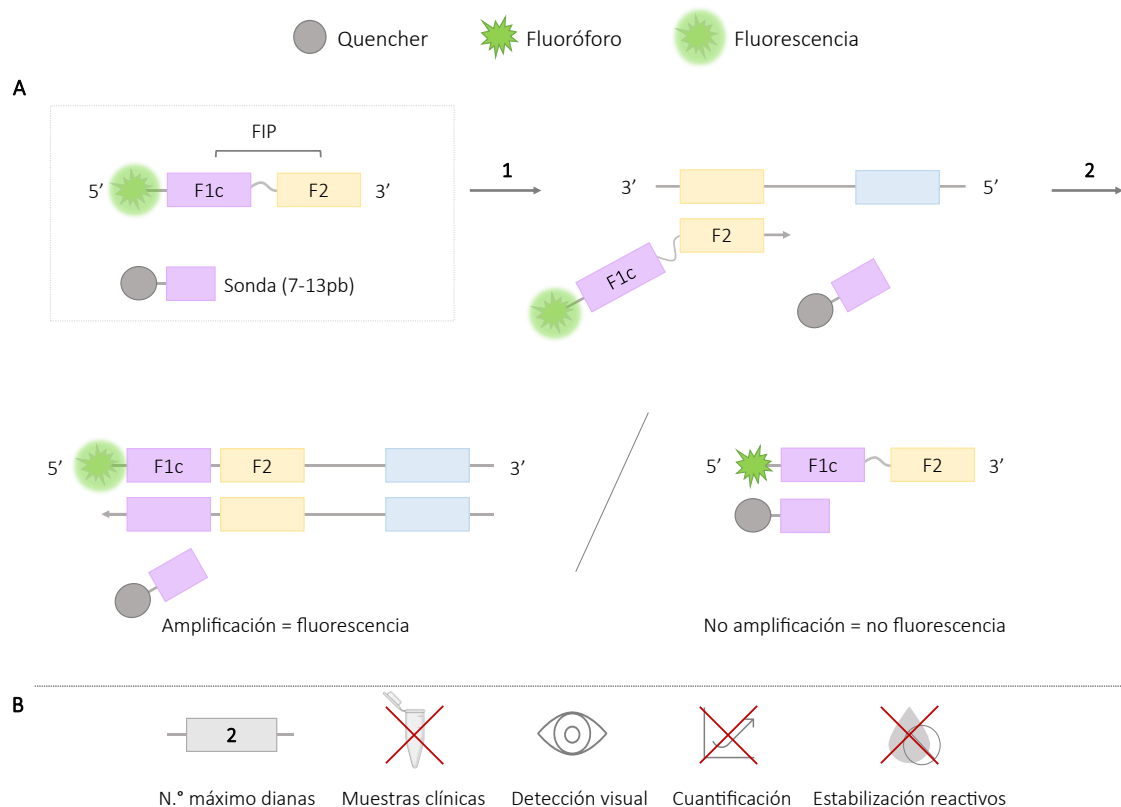 Quencher
Fluoróforo
Fluorescencia
A
FIP
5’
F1c
F2
3’
Sonda (7-13pb)
1
3’
5’
F2
F1c
2
5’
F1c
F2
3’
Amplificación = fluorescencia
5’
F1c
F2
3’
No amplificación = no fluorescencia
B
2
N.° máximo dianas
Muestras clínicas
Detección visual
Cuantificación
Estabilización reactivos